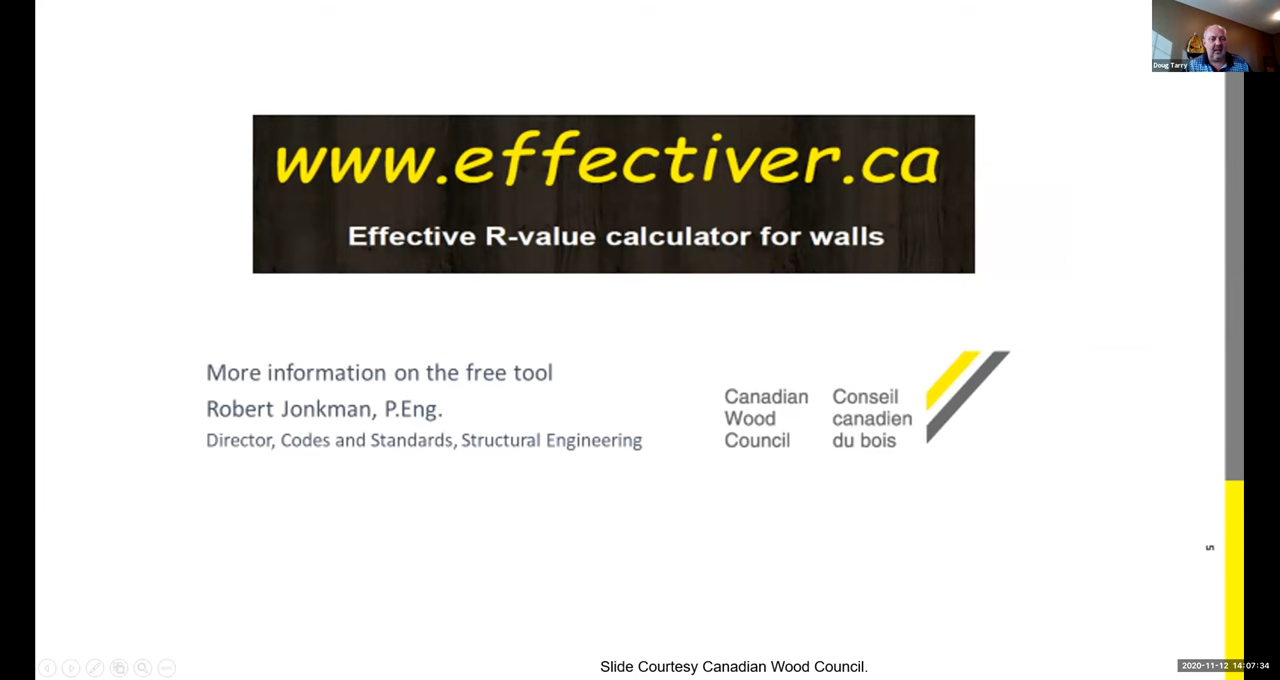 Doug Tarry
www.effectiver.ca
Effective R-value calculator for walls
More information on the free tool
Robert Jonkman, P.Eng.
Director, Codes and Standards, Structural Engineering
Canadian
Wood
Council
Conseil
canadien
du bois
5
Slide Courtesy Canadian Wood Council.
2020-11-12 14:07:34